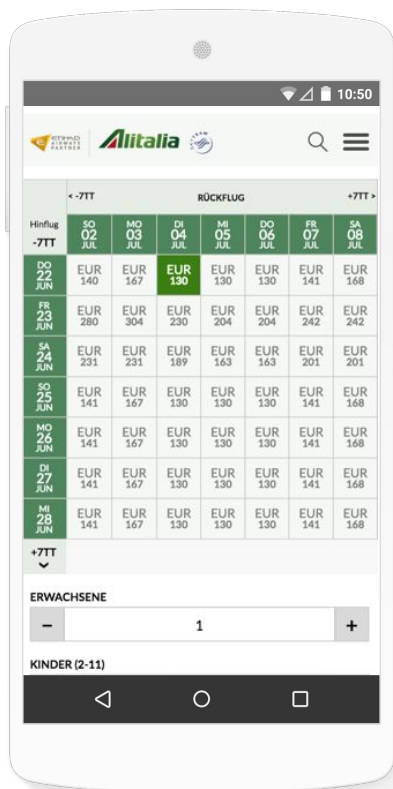 10:50
ETIHAD AIRWAYS PARTNER Alitalia
< -7TT RÜCKFLUG +7TT >
Hinflug -7TT SO 02 JUL MO 03 JUL DI 04 JUL MI 05 JUL DO 06 JUL FR 07 JUL SA 08 JUL
DO 22 JUN EUR 140 EUR 167 EUR 130 EUR 130 EUR 130 EUR 141 EUR 168
FR 23 JUN EUR 280 EUR 304 EUR 230 EUR 204 EUR 204 EUR 242 EUR 242
SA 24 JUN EUR 231 EUR 231 EUR 189 EUR 163 EUR 163 EUR 201 EUR 201
SO 25 JUN EUR 141 EUR 167 EUR 130 EUR 130 EUR 130 EUR 141 EUR 168
MO 26 JUN EUR 141 EUR 167 EUR 130 EUR 130 EUR 130 EUR 141 EUR 168
DI 27 JUN EUR 141 EUR 167 EUR 130 EUR 130 EUR 130 EUR 141 EUR 168
MI 28 JUN EUR 141 EUR 167 EUR 130 EUR 130 EUR 130 EUR 141 EUR 168
+7TT
ERWACHSENE
− 1 +
KINDER (2-11)